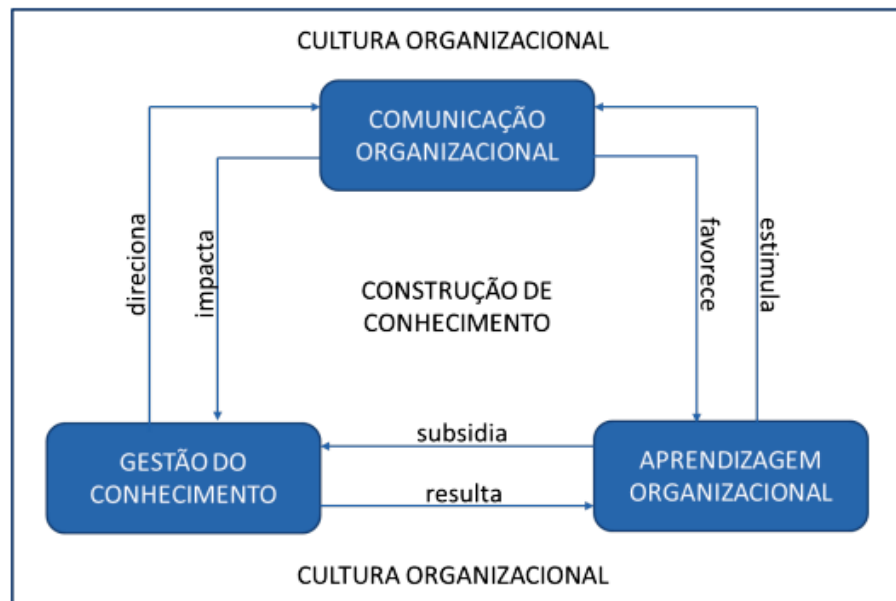 CULTURA ORGANIZACIONAL
COMUNICAÇÃO
ORGANIZACIONAL
direciona
impacta
favorece
estimula
CONSTRUÇÃO DE
CONHECIMENTO
subsidia
GESTÃO DO
CONHECIMENTO
APRENDIZAGEM
ORGANIZACIONAL
resulta
CULTURA ORGANIZACIONAL